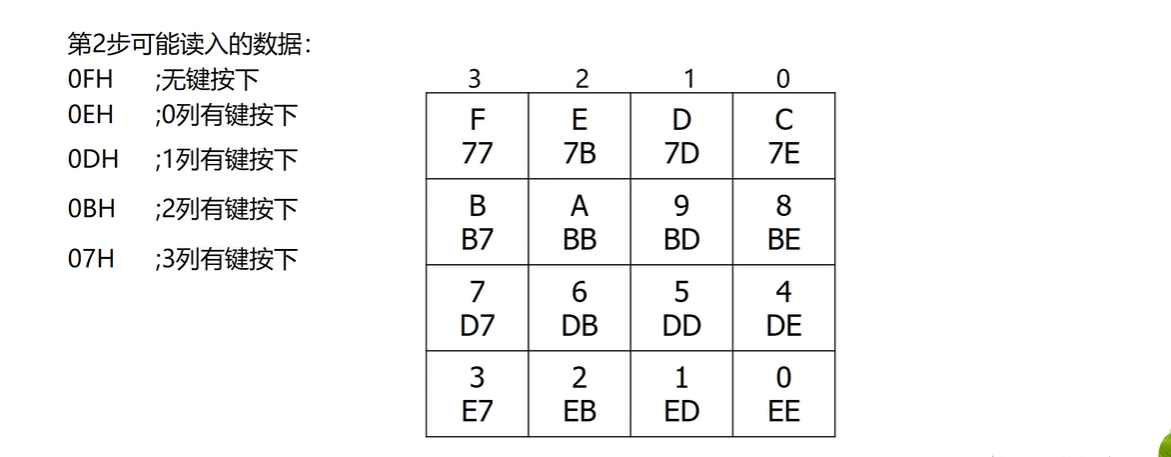 第2步可能读入的数据：
0FH ;无键按下
0EH ;0列有键按下
0DH ;1列有键按下
0BH ;2列有键按下
07H ;3列有键按下
3 2 1 0
F E D C
77 7B 7D 7E
B A 9 8
B7 BB BD BE
7 6 5 4
D7 DB DD DE
3 2 1 0
E7 EB ED EE